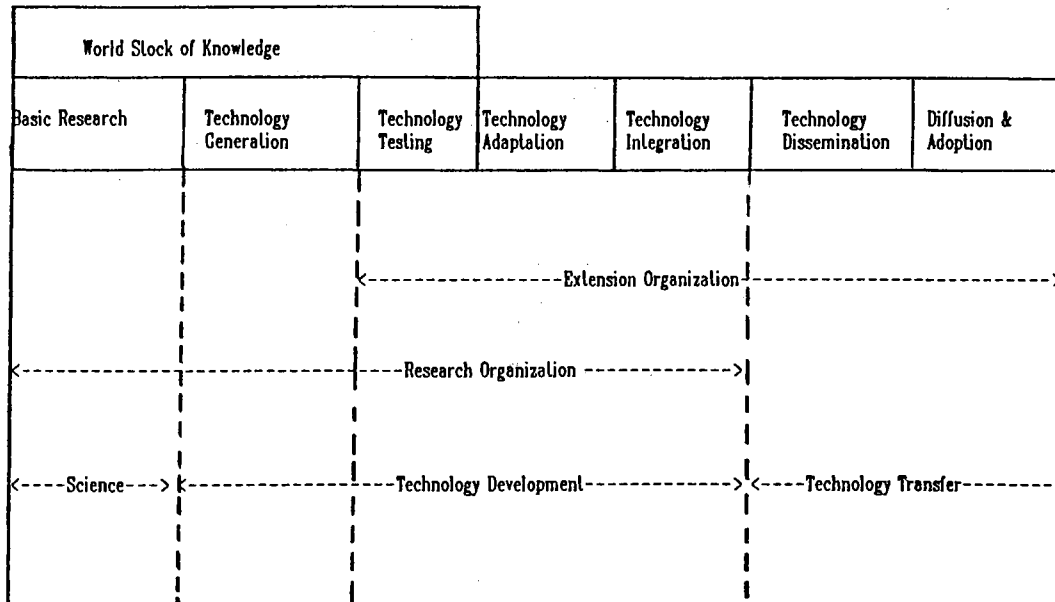 World Stock of Knowledge
Basic Research
Technology
Generation
Technology
Testing
Technology
Adaptation
Technology
Integration
Technology
Dissemination
Diffusion &
Adoption
Extension Organization
Research Organization
Science
Technology Development
Technology Transfer